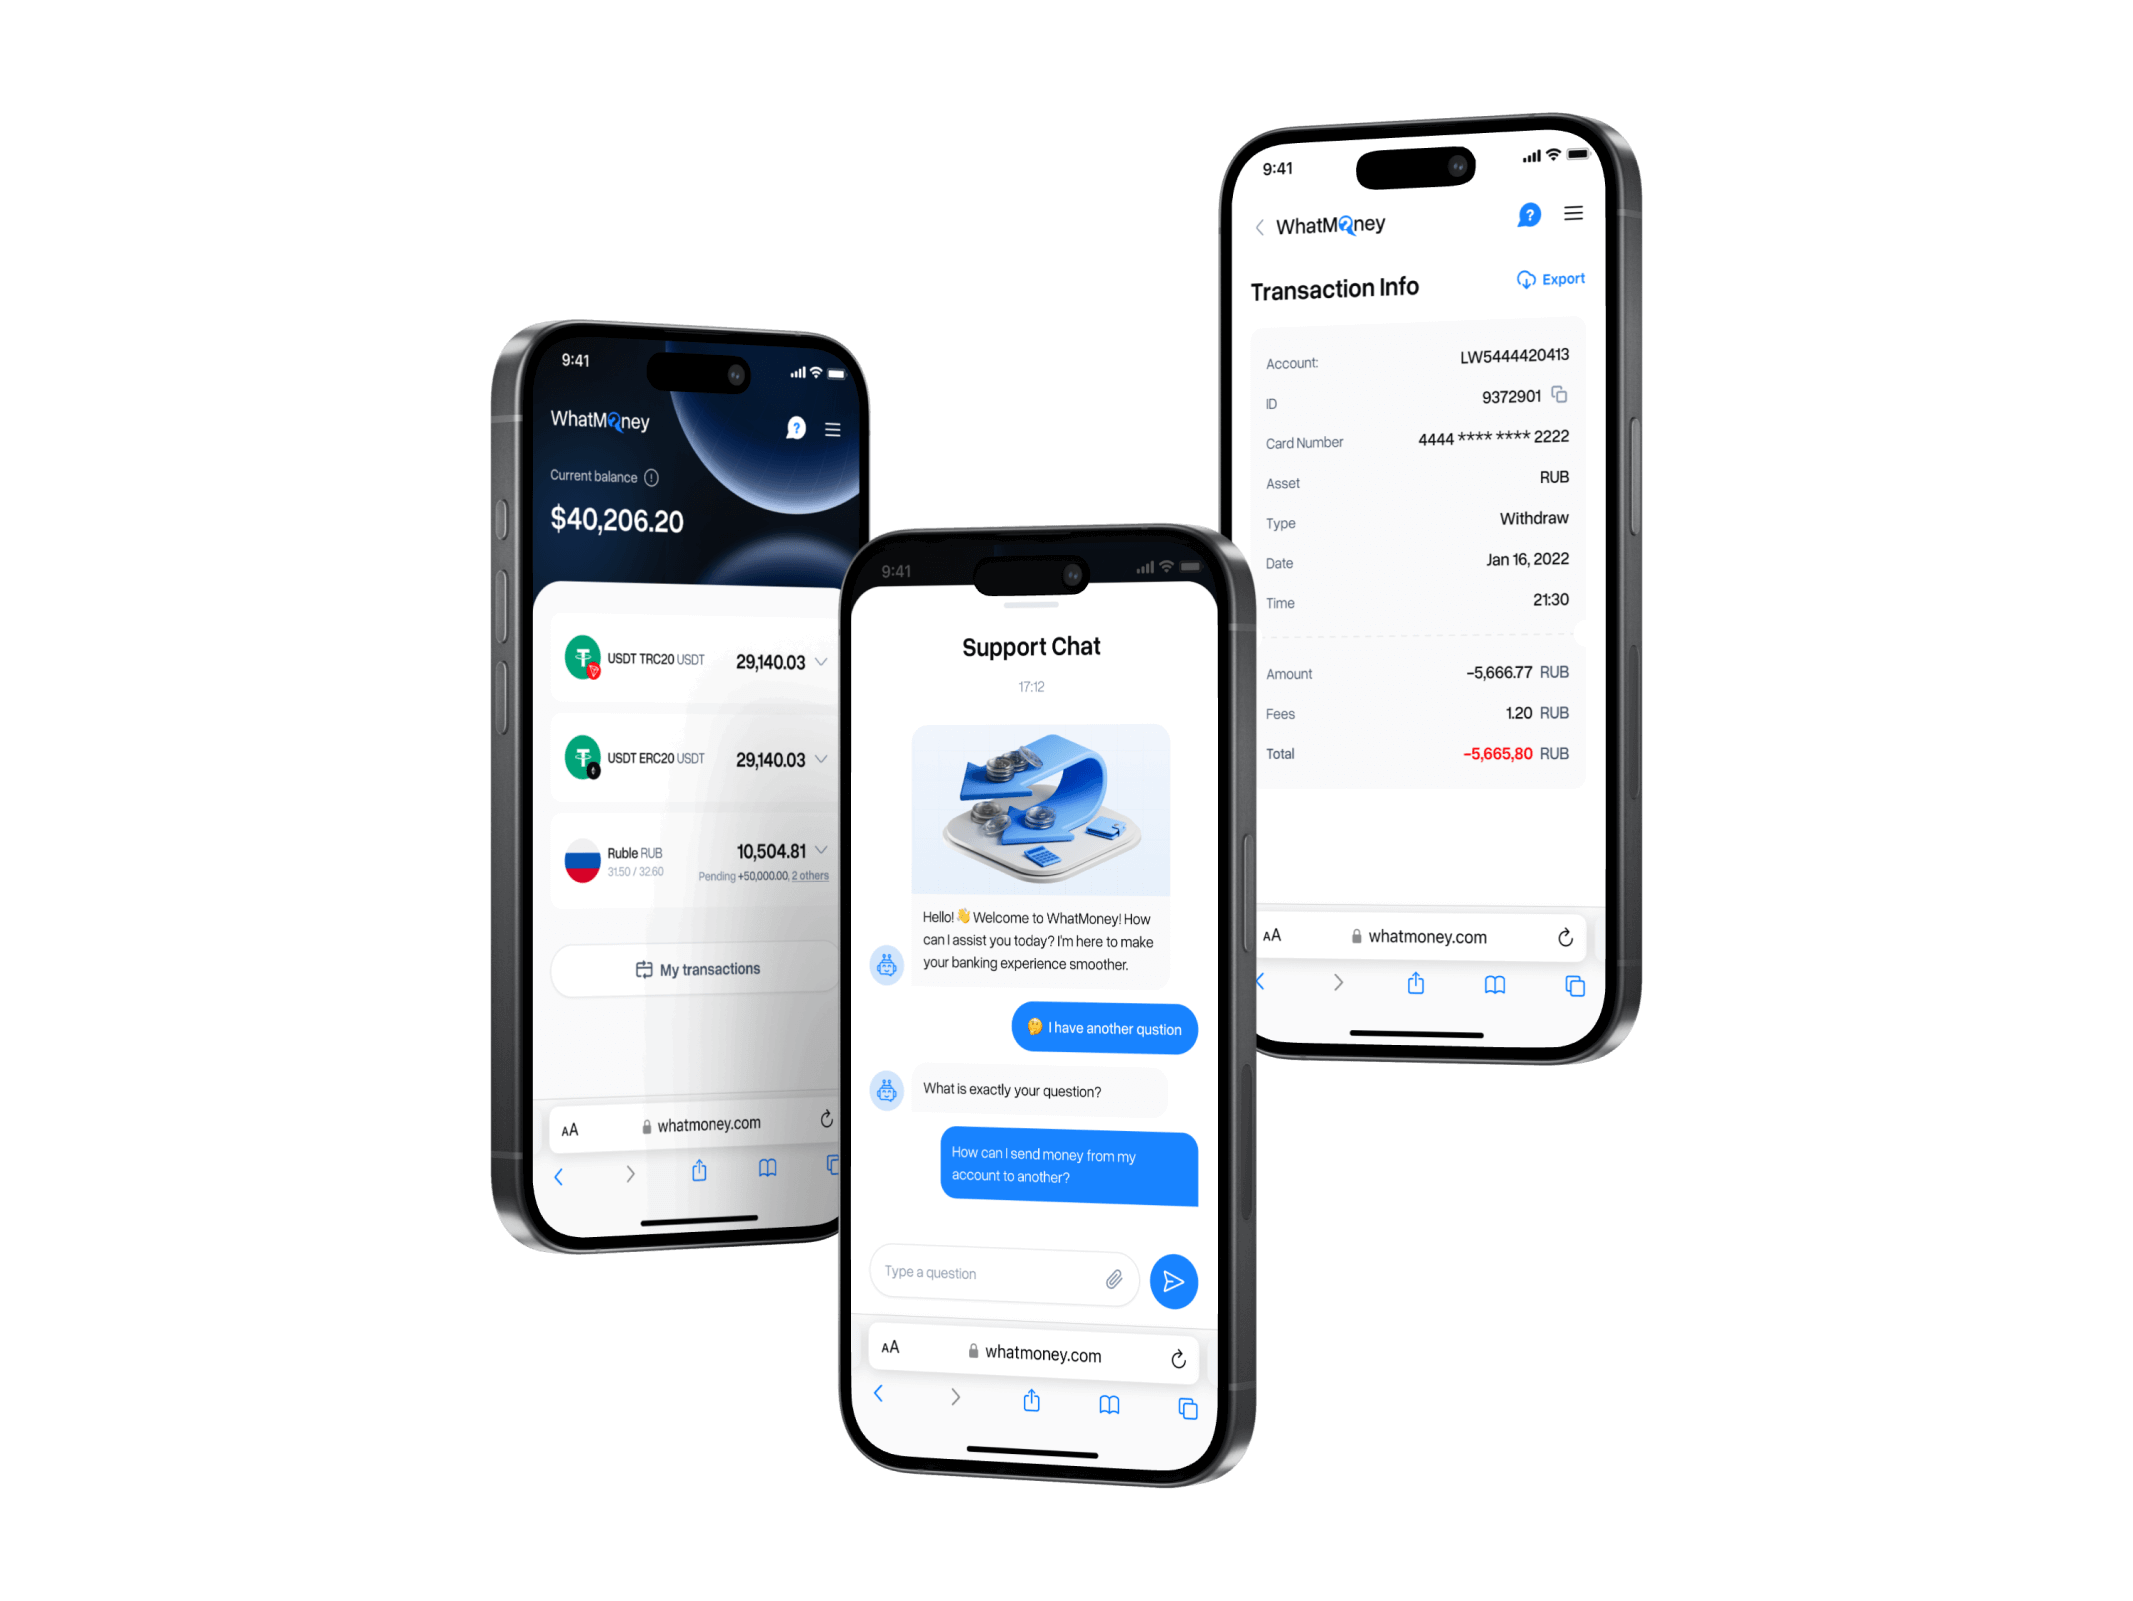 9:41
WhatMoney
Current balance
$40,206.20
USDT TRC20 USDT 29,140.03
USDT ERC20 USDT 29,140.03
Ruble RUB 10,504.81
31.50 / 32.60 Pending +50,000.00, 2 others
My transactions
AA whatmoney.com
9:41
Support Chat
17:12
Hello! 👋 Welcome to WhatMoney! How
can I assist you today? I'm here to make
your banking experience smoother.
🤔 I have another qustion
What is exactly your question?
How can I send money from my
account to another?
Type a question
AA whatmoney.com
9:41
WhatMoney
Transaction Info Export
Account: LW5444420413
ID 9372901
Card Number 4444 **** **** 2222
Asset RUB
Type Withdraw
Date Jan 16, 2022
Time 21:30
Amount -5,666.77 RUB
Fees 1.20 RUB
Total -5,665,80 RUB
AA whatmoney.com